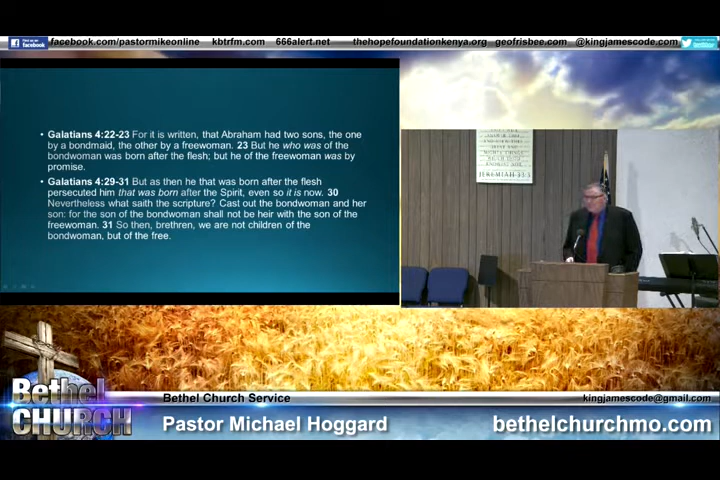 facebook.com/pastormikeonline kbtrfm.com 666alert.net thehopefoundationkenya.org geofrisbee.com @kingjamescode.com
• Galatians 4:22-23 For it is written, that Abraham had two sons, the one
by a bondmaid, the other by a freewoman. 23 But he who was of the
bondwoman was born after the flesh; but he of the freewoman was by
promise.
• Galatians 4:29-31 But as then he that was born after the flesh
persecuted him that was born after the Spirit, even so it is now. 30
Nevertheless what saith the scripture? Cast out the bondwoman and her
son: for the son of the bondwoman shall not be heir with the son of the
freewoman. 31 So then, brethren, we are not children of the
bondwoman, but of the free.
JEREMIAH 33:3
Bethel
CHURCH
Bethel Church Service kingjamescode@gmail.com
Pastor Michael Hoggard bethelchurchmo.com